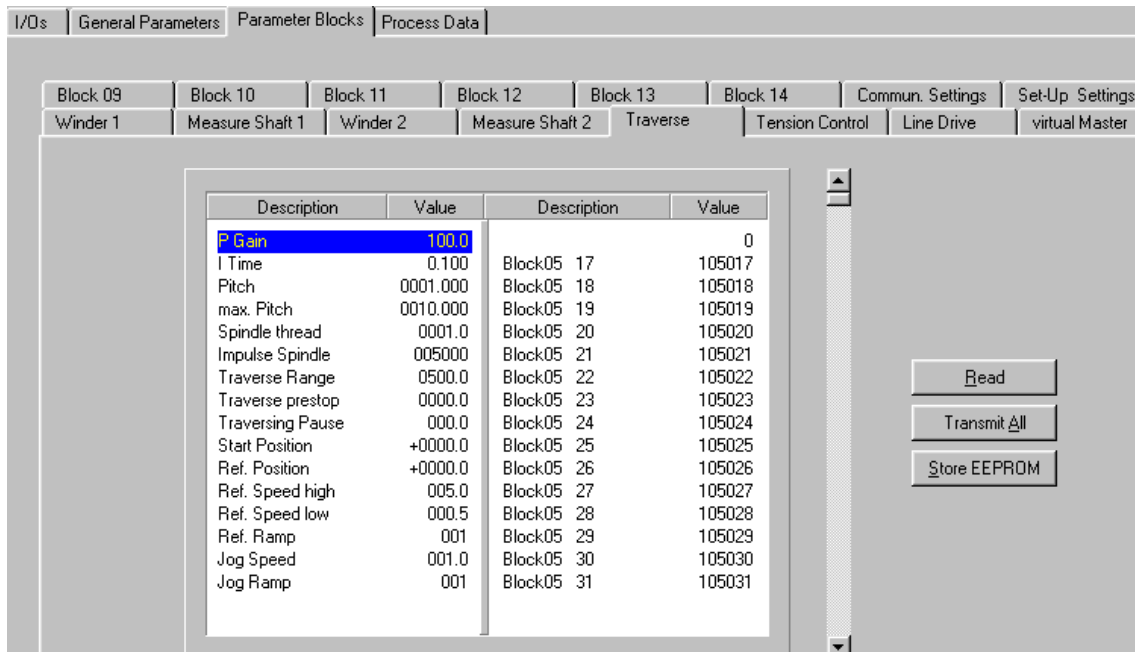 I/Os General Parameters Parameter Blocks Process Data
Block 09 Block 10 Block 11 Block 12 Block 13 Block 14 Commun. Settings Set-Up Settings
Winder 1 Measure Shaft 1 Winder 2 Measure Shaft 2 Traverse Tension Control Line Drive virtual Master
Description Value Description Value
P Gain 100.0 0
I Time 0.100 Block05 17 105017
Pitch 0001.000 Block05 18 105018
max. Pitch 0010.000 Block05 19 105019
Spindle thread 0001.0 Block05 20 105020
Impulse Spindle 005000 Block05 21 105021
Traverse Range 0500.0 Block05 22 105022
Traverse prestop 0000.0 Block05 23 105023
Traversing Pause 000.0 Block05 24 105024
Start Position +0000.0 Block05 25 105025
Ref. Position +0000.0 Block05 26 105026
Ref. Speed high 005.0 Block05 27 105027
Ref. Speed low 000.5 Block05 28 105028
Ref. Ramp 001 Block05 29 105029
Jog Speed 001.0 Block05 30 105030
Jog Ramp 001 Block05 31 105031
Read
Transmit All
Store EEPROM